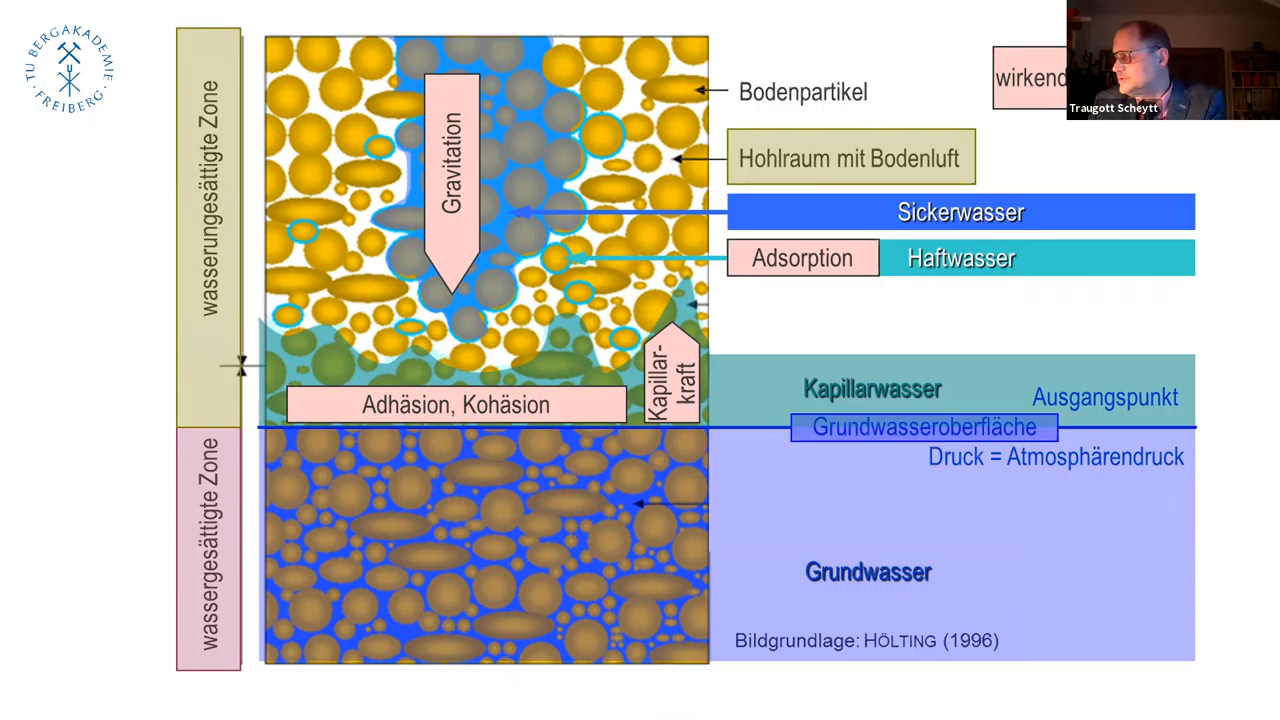 TU BERGAKADEMIE
FREIBERG
wasserungesättigte Zone
wassergesättigte Zone
Gravitation
Adhäsion, Kohäsion
Kapillar-
kraft
Bodenpartikel
Hohlraum mit Bodenluft
Sickerwasser
Adsorption
Haftwasser
Kapillarwasser
Ausgangspunkt
Grundwasseroberfläche
Druck = Atmosphärendruck
Grundwasser
Bildgrundlage: HÖLTING (1996)
wirkend
Traugott Scheytt